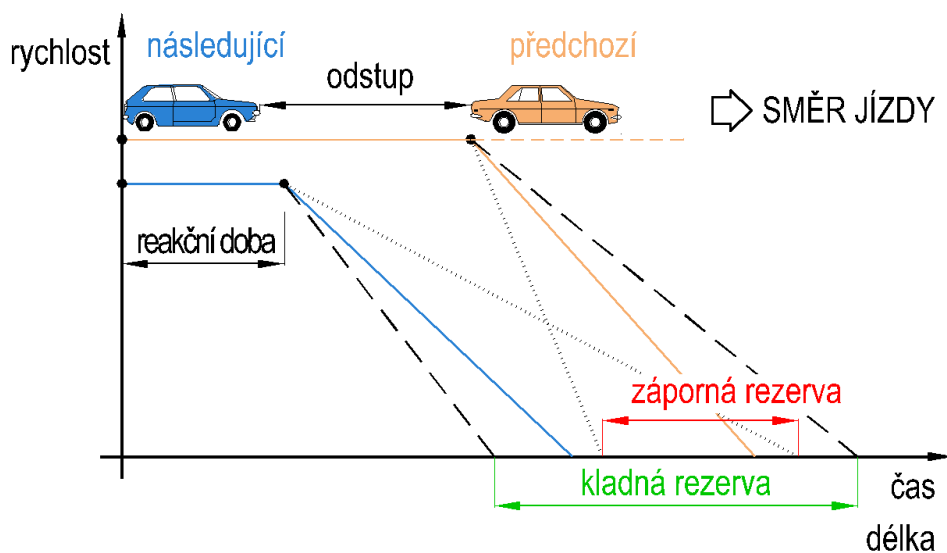 rychlost
následující
předchozí
odstup
SMĚR JÍZDY
reakční doba
záporná rezerva
kladná rezerva
čas
délka